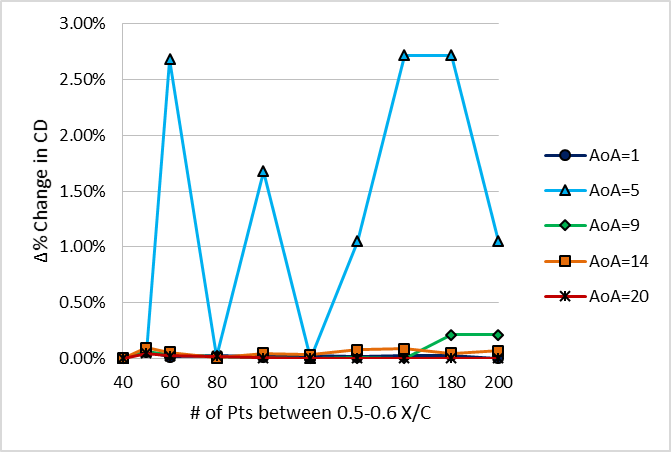 3.00%
2.50%
2.00%
1.50%
1.00%
0.50%
0.00%
Δ% Change in CD
40 60 80 100 120 140 160 180 200
# of Pts between 0.5-0.6 X/C
AoA=1
AoA=5
AoA=9
AoA=14
AoA=20